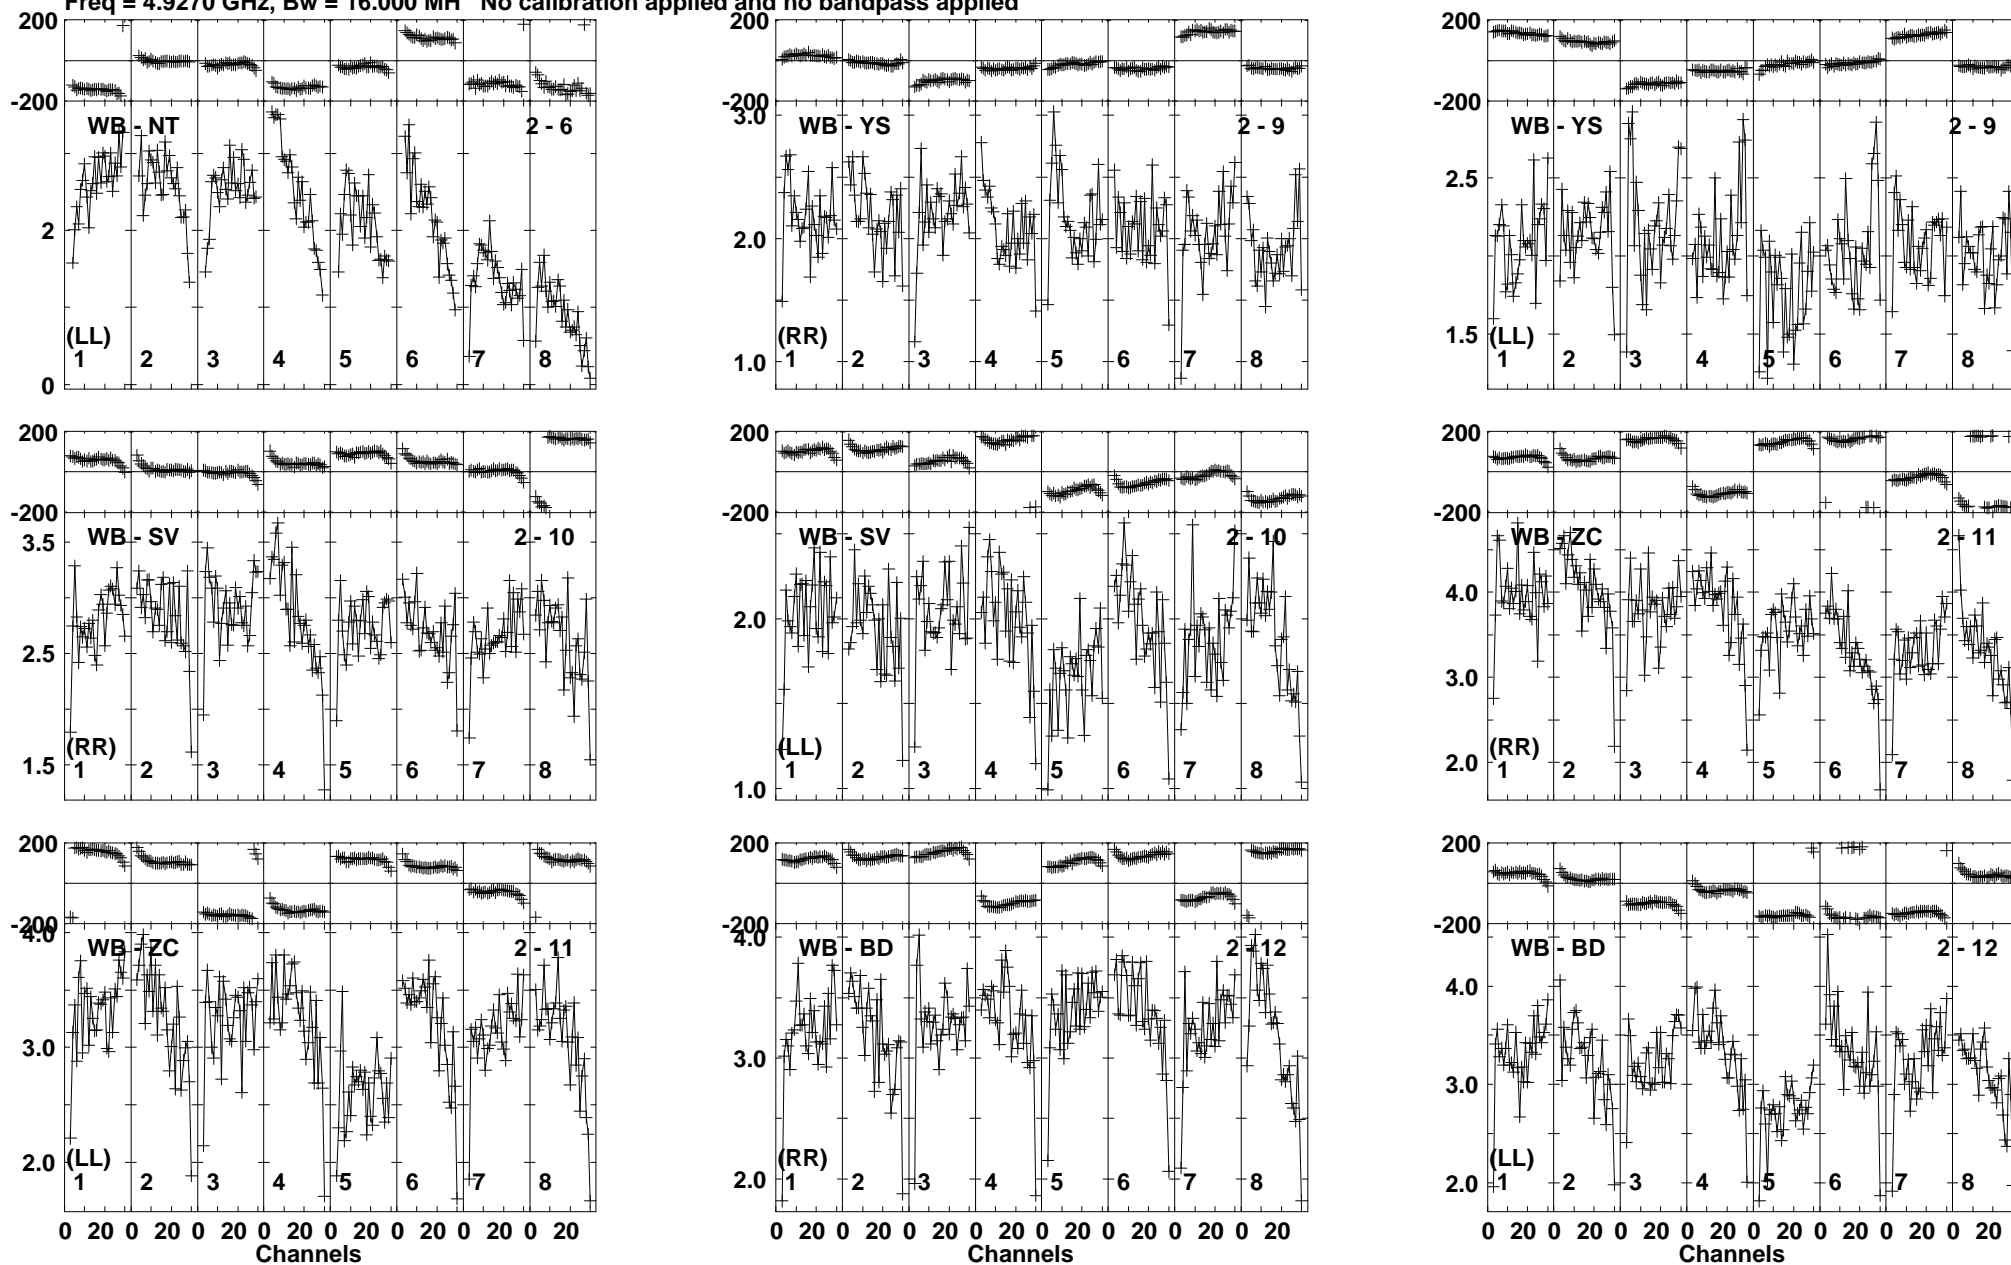 Freq = 4.9270 GHz, Bw = 16.000 MH No calibration applied and no bandpass applied
200 200 200
-200 -200 -200
WB - NT 2 - 6 3.0 WB - YS 2 - 9 WB - YS 2 - 9
2.5
2 2.0
(LL) (RR) (LL) 1.5
1 2 3 4 5 6 7 8 1.0 1 2 3 4 5 6 7 8 1 2 3 4 5 6 7 8
0
200 200 200
-200 -200 -200
3.5 WB - SV 2 - 10 WB - SV 2 - 10 WB - ZC 2 - 11
2.0 4.0
2.5
3.0
(RR) (LL) (RR)
1.5 1 2 3 4 5 6 7 8 1.0 1 2 3 4 5 6 7 8 2.0 1 2 3 4 5 6 7 8
200 200 200
-200 -200 -200
4.0 WB - ZC 2 - 11 4.0 WB - BD 2 - 12 WB - BD 2 - 12
4.0
3.0 3.0 3.0
(LL) (RR) (LL)
2.0 1 2 3 4 5 6 7 8 2.0 1 2 3 4 5 6 7 8 2.0 1 2 3 4 5 6 7 8
0 20 0 20 0 20 0 20 0 20 0 20 0 20 0 20 0 20 0 20 0 20 0 20 0 20 0 20 0 20 0 20 0 20 0 20 0 20 0 20 0 20 0 20 0 20 0 20
Channels Channels Channels